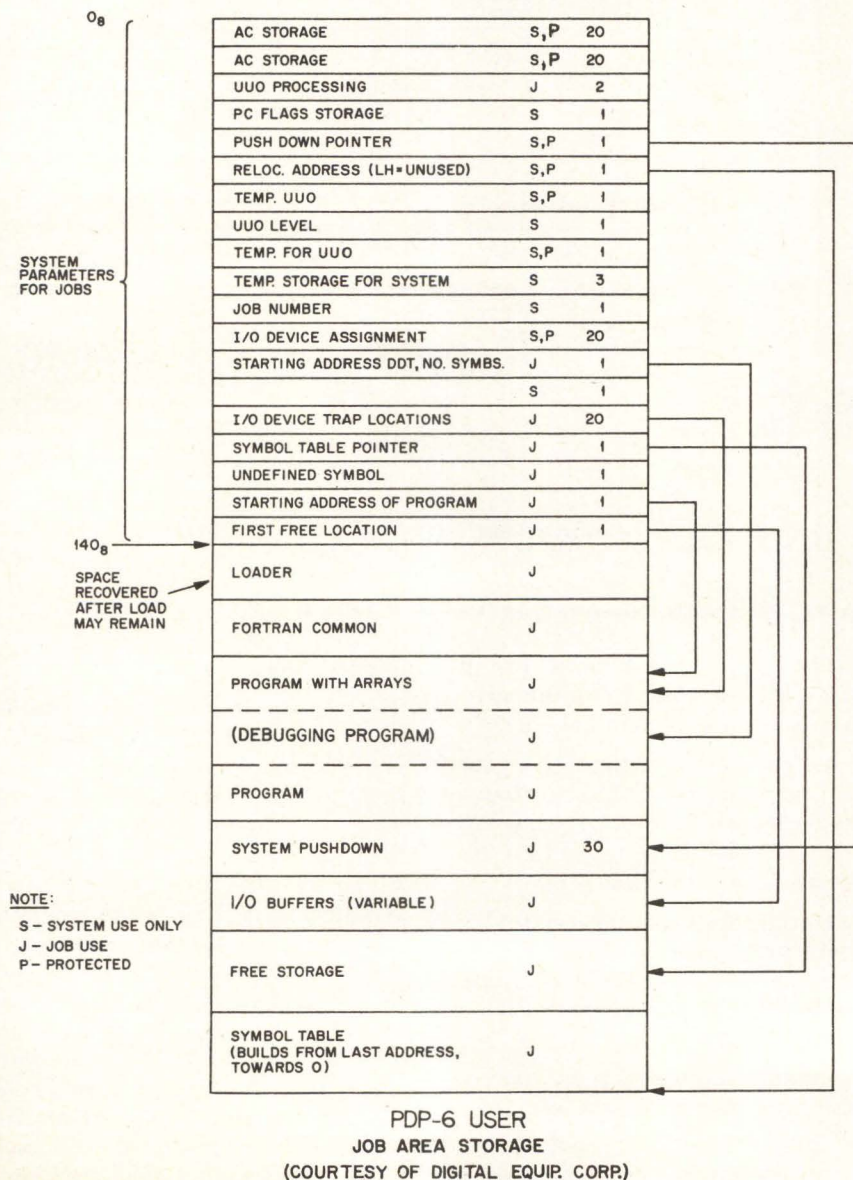 0₈
AC STORAGE S,P 20
AC STORAGE S,P 20
UUO PROCESSING J 2
PC FLAGS STORAGE S 1
PUSH DOWN POINTER S,P 1
RELOC. ADDRESS (LH=UNUSED) S,P 1
TEMP. UUO S,P 1
UUO LEVEL S 1
TEMP. FOR UUO S,P 1
SYSTEM
PARAMETERS
FOR JOBS
TEMP. STORAGE FOR SYSTEM S 3
JOB NUMBER S 1
I/O DEVICE ASSIGNMENT S,P 20
STARTING ADDRESS DDT, NO. SYMBS. J 1
S 1
I/O DEVICE TRAP LOCATIONS J 20
SYMBOL TABLE POINTER J 1
UNDEFINED SYMBOL J 1
STARTING ADDRESS OF PROGRAM J 1
FIRST FREE LOCATION J 1
140₈
SPACE
RECOVERED
AFTER LOAD
MAY REMAIN
LOADER J
FORTRAN COMMON J
PROGRAM WITH ARRAYS J
(DEBUGGING PROGRAM) J
PROGRAM J
SYSTEM PUSHDOWN J 30
NOTE:
S – SYSTEM USE ONLY
J – JOB USE
P – PROTECTED
I/O BUFFERS (VARIABLE) J
FREE STORAGE J
SYMBOL TABLE
(BUILDS FROM LAST ADDRESS, J
TOWARDS 0)
PDP-6 USER
JOB AREA STORAGE
(COURTESY OF DIGITAL EQUIP. CORP.)